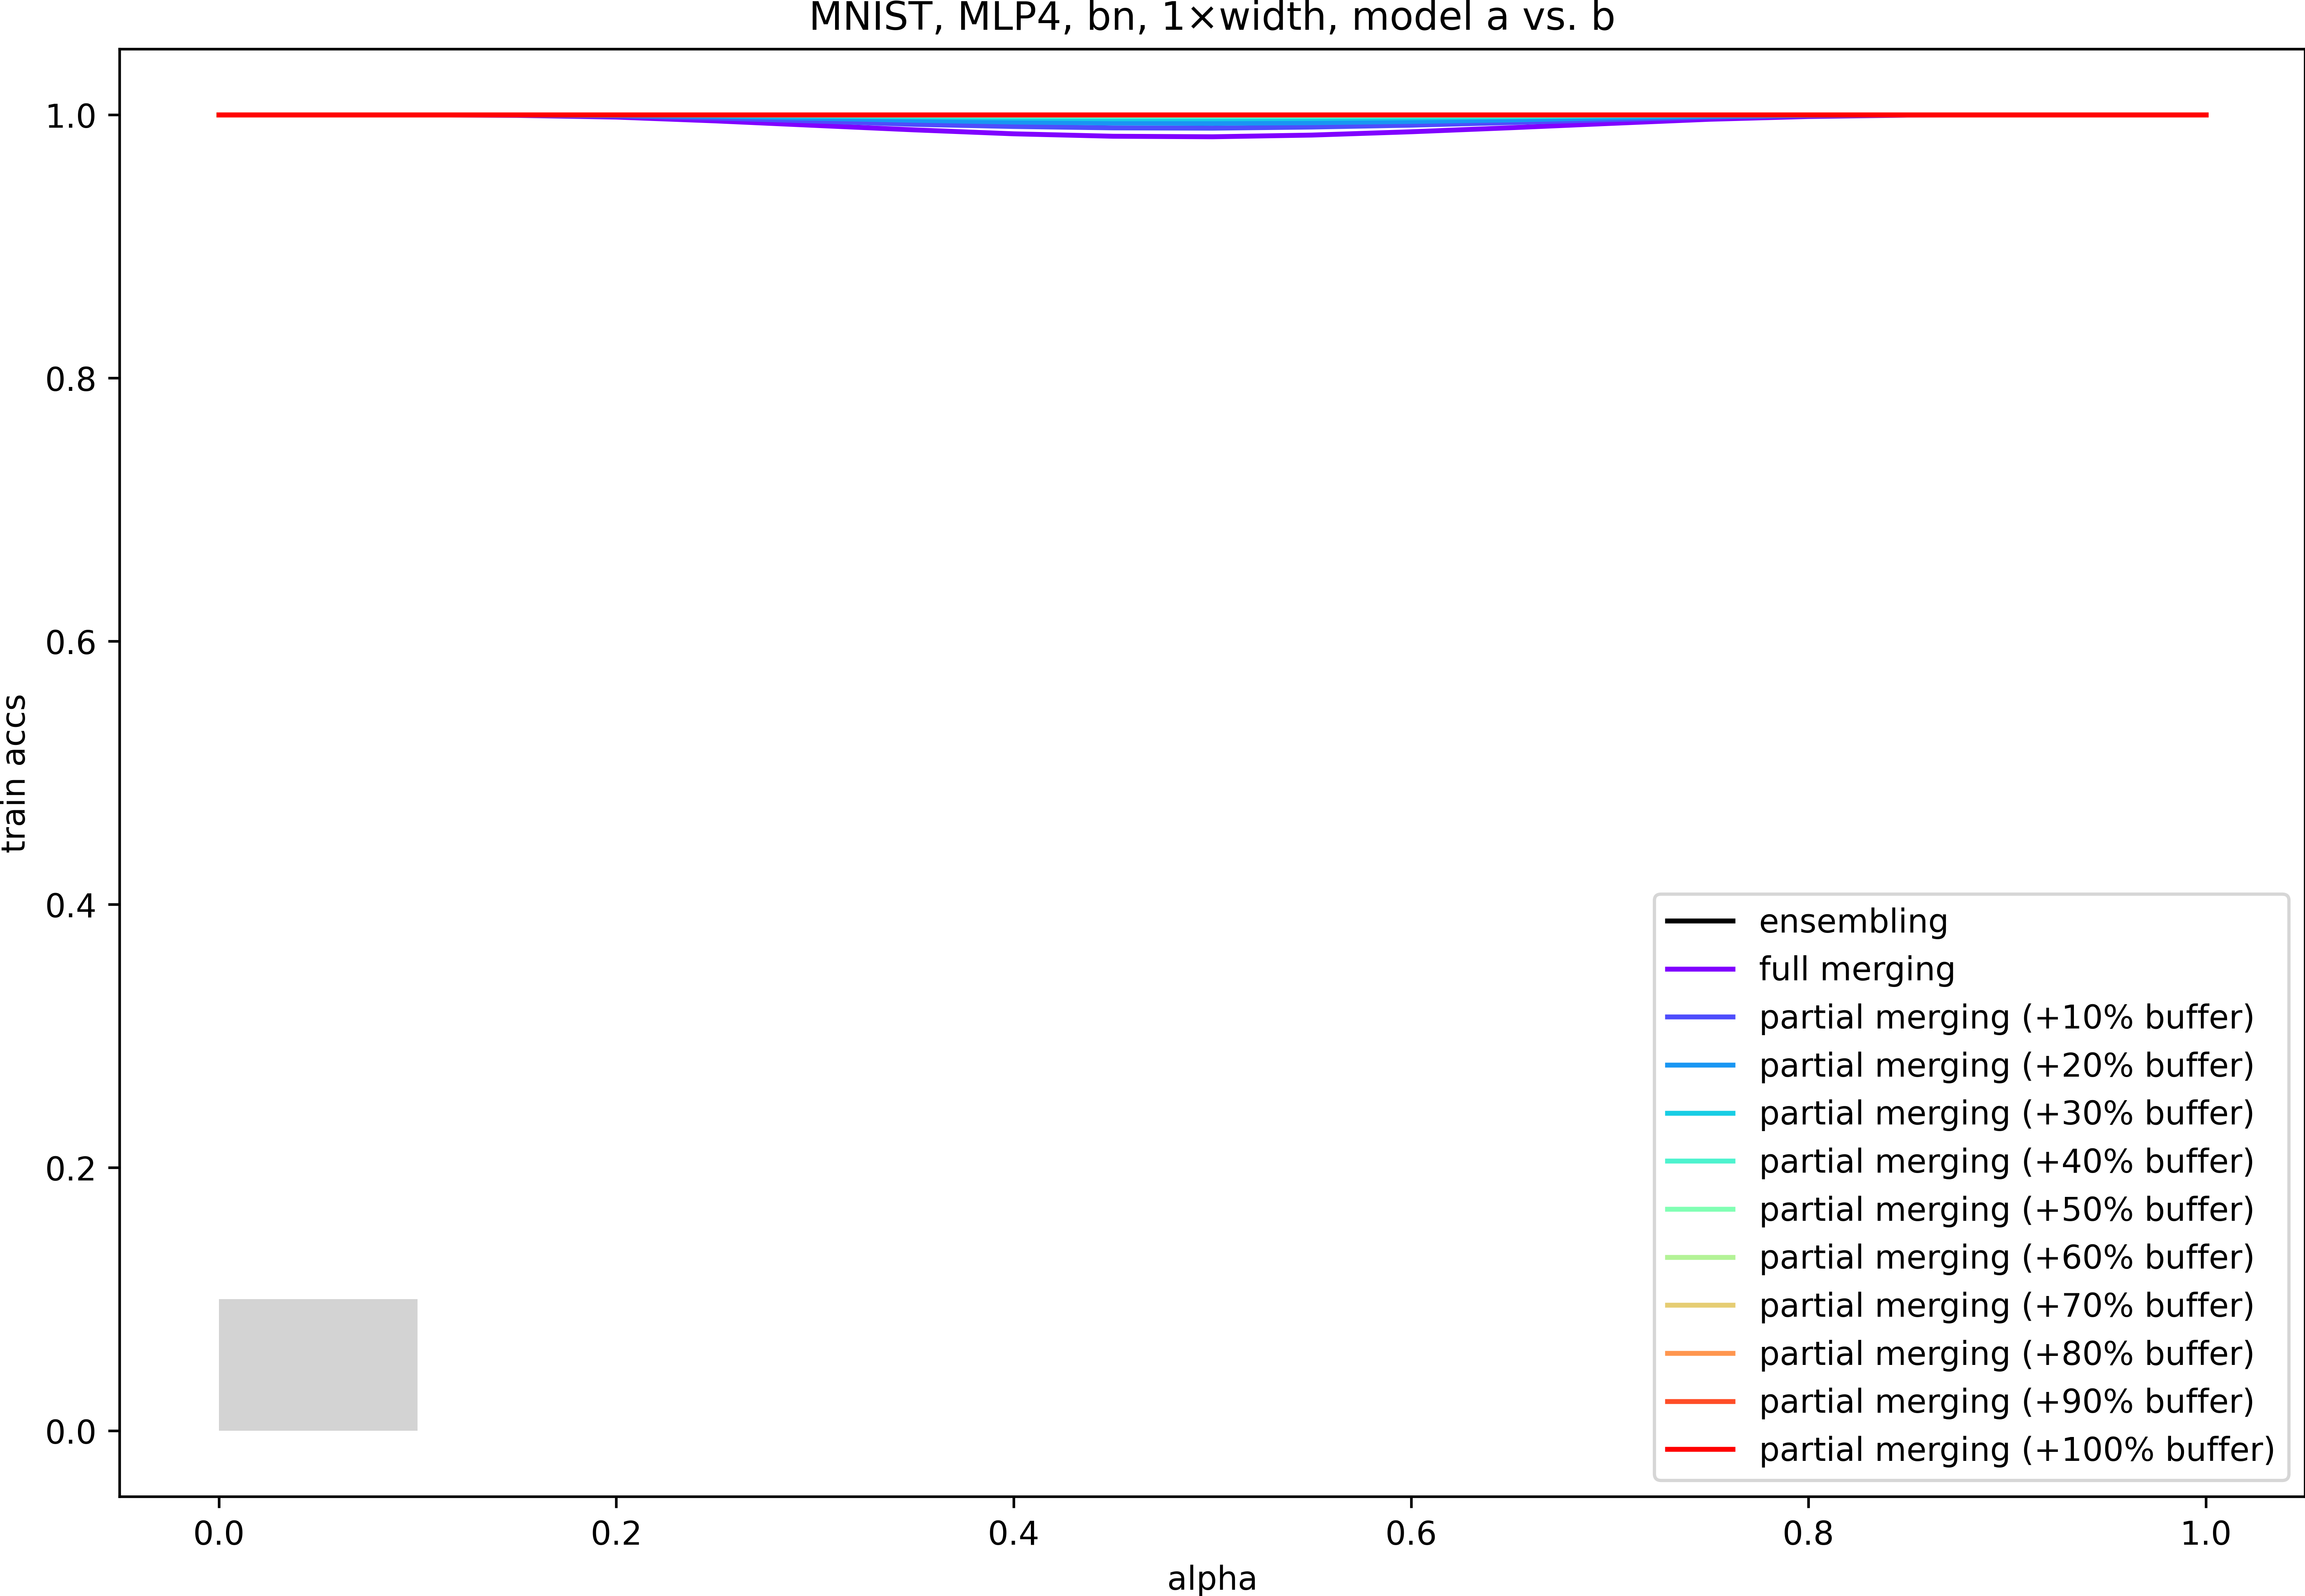 MNIST, MLP4, bn, 1×width, model a vs. b
1.0
0.8
0.6
0.4
0.2
0.0
train accs
ensembling
full merging
partial merging (+10% buffer)
partial merging (+20% buffer)
partial merging (+30% buffer)
partial merging (+40% buffer)
partial merging (+50% buffer)
partial merging (+60% buffer)
partial merging (+70% buffer)
partial merging (+80% buffer)
partial merging (+90% buffer)
partial merging (+100% buffer)
0.0 0.2 0.4 0.6 0.8 1.0
alpha